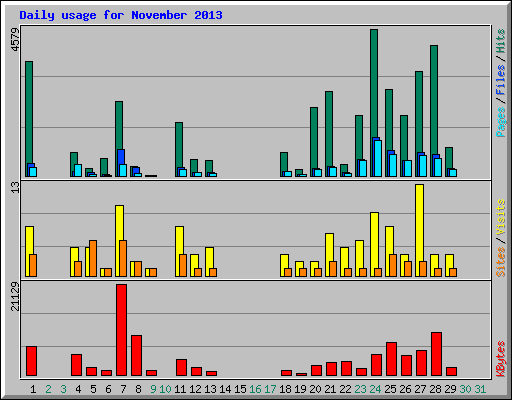 Daily usage for November 2013
4579
Pages / Files / Hits
13
Sites / Visits
21129
KBytes
1 2 3 4 5 6 7 8 9 10 11 12 13 14 15 16 17 18 19 20 21 22 23 24 25 26 27 28 29 30 31